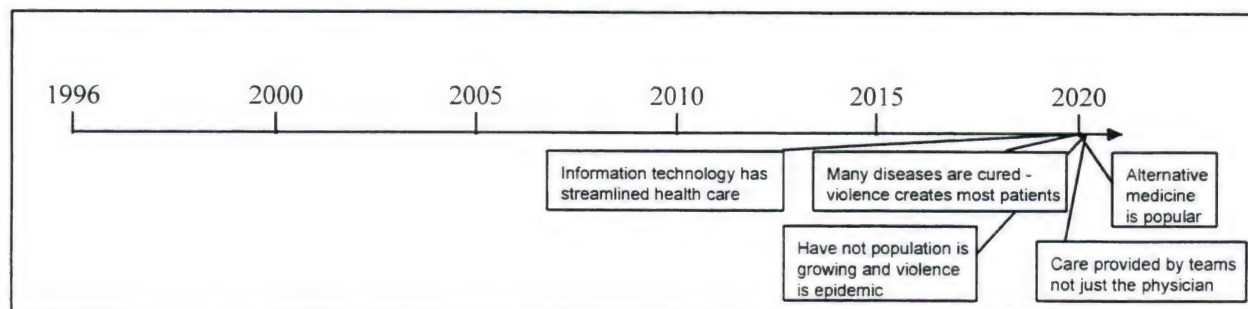 1996 2000 2005 2010 2015 2020
Information technology has
streamlined health care
Many diseases are cured -
violence creates most patients
Alternative
medicine
is popular
Have not population is
growing and violence
is epidemic
Care provided by teams
not just the physician